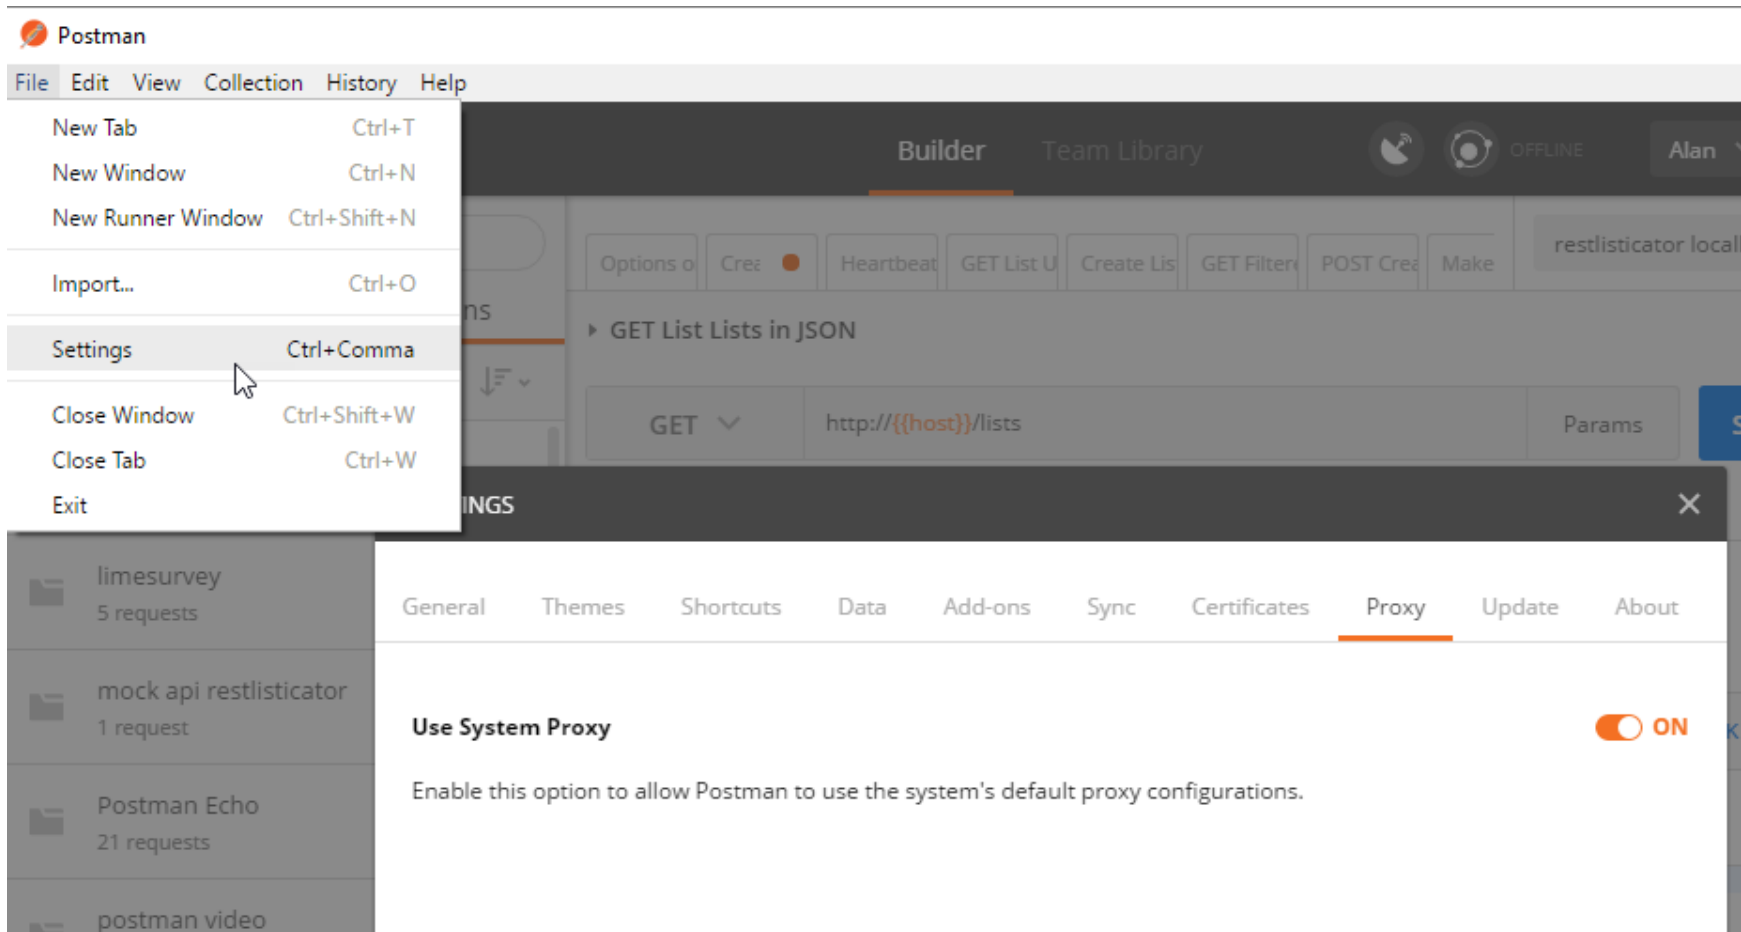 Postman
File Edit View Collection History Help
New Tab Ctrl+T
New Window Ctrl+N
New Runner Window Ctrl+Shift+N
Import... Ctrl+O
Settings Ctrl+Comma
Close Window Ctrl+Shift+W
Close Tab Ctrl+W
Exit
Builder Team Library OFFLINE Alan
Options o Crea Heartbeat GET List U Create Lis GET Filter POST Crea Make
restlisticator local
ns
GET List Lists in JSON
GET http://{{host}}/lists Params S
INGS
General Themes Shortcuts Data Add-ons Sync Certificates Proxy Update About
Use System Proxy ON
Enable this option to allow Postman to use the system's default proxy configurations.
limesurvey
5 requests
mock api restlisticator
1 request
Postman Echo
21 requests
postman video
K